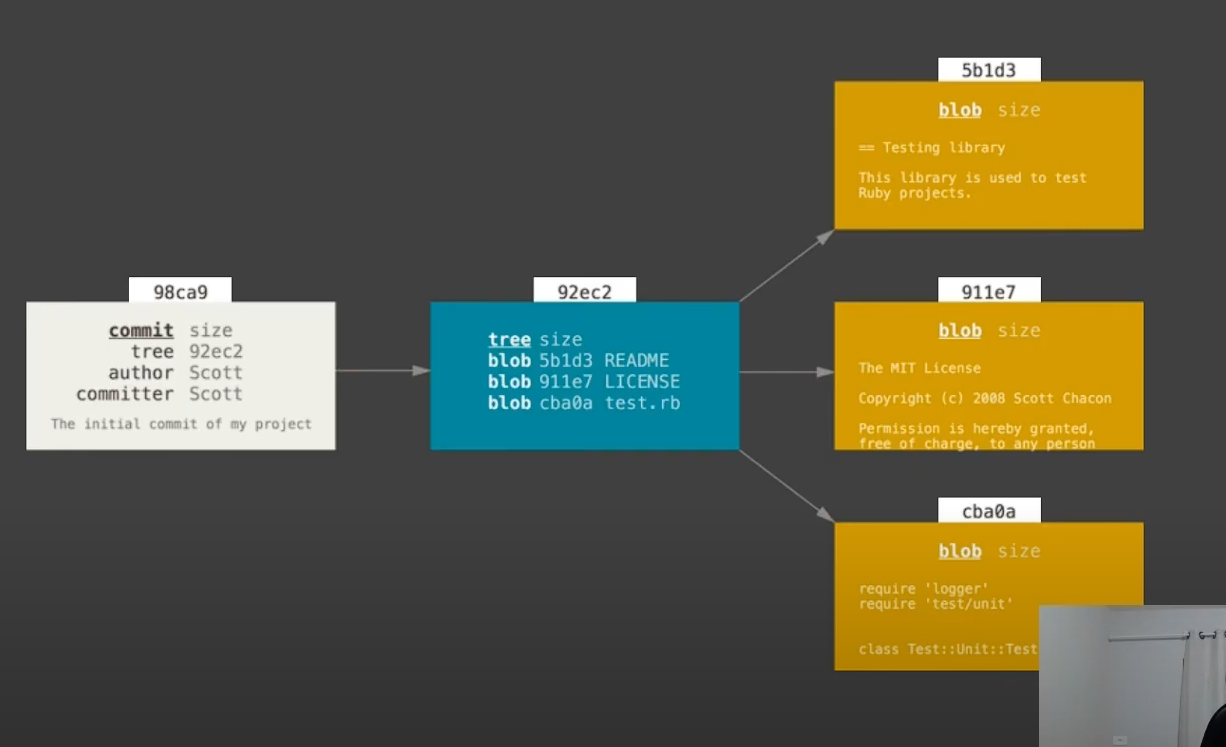 98ca9
commit size
tree 92ec2
author Scott
committer Scott
The initial commit of my project
92ec2
tree size
blob 5b1d3 README
blob 911e7 LICENSE
blob cba0a test.rb
5b1d3
blob size
== Testing library
This library is used to test
Ruby projects.
911e7
blob size
The MIT License
Copyright (c) 2008 Scott Chacon
Permission is hereby granted,
free of charge, to any person
cba0a
blob size
require 'logger'
require 'test/unit'
class Test::Unit::Test